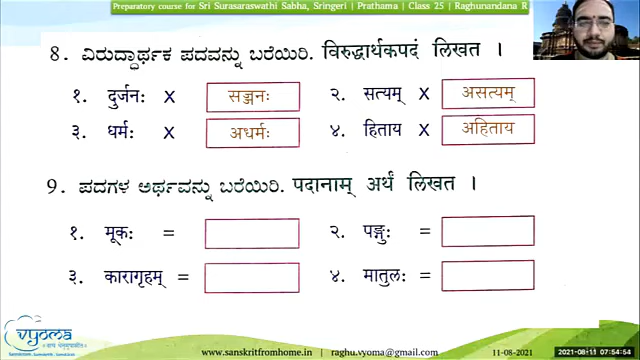 Preparatory course for Sri Surasaraswathi Sabha, Sringeri | Prathama | Class 25 | Raghunandana R
8. ವಿರುದ್ಧಾರ್ಥಕ ಪದವನ್ನು ಬರೆಯಿರಿ. विरुद्धार्थकपदं लिखत ।
१. दुर्जनः X सज्जनः २. सत्यम् X असत्यम्
३. धर्मः X अधर्मः ४. हिताय X अहिताय
9. ಪದಗಳ ಅರ್ಥವನ್ನು ಬರೆಯಿರಿ. पदानाम् अर्थं लिखत ।
१. मूकः = २. पङ्गुः =
३. कारागृहम् = ४. मातुलः =
vyoma
www.sanskritfromhome.in | raghu.vyoma@gmail.com 11-08-2021
2021-08-11 07:54:54